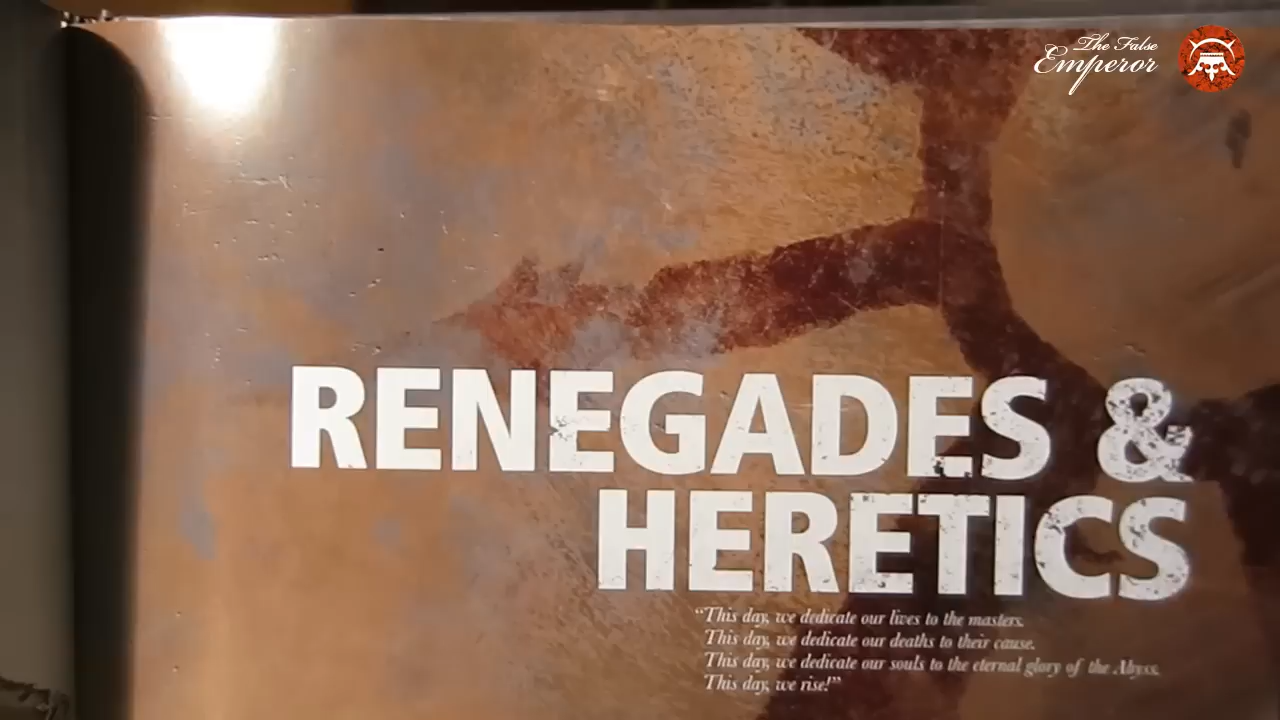 The False
Emperor
RENEGADES &
HERETICS
“This day, we dedicate our lives to the masters.
This day, we dedicate our deaths to their cause.
This day, we dedicate our souls to the eternal glory of the Abyss.
This day, we rise!”